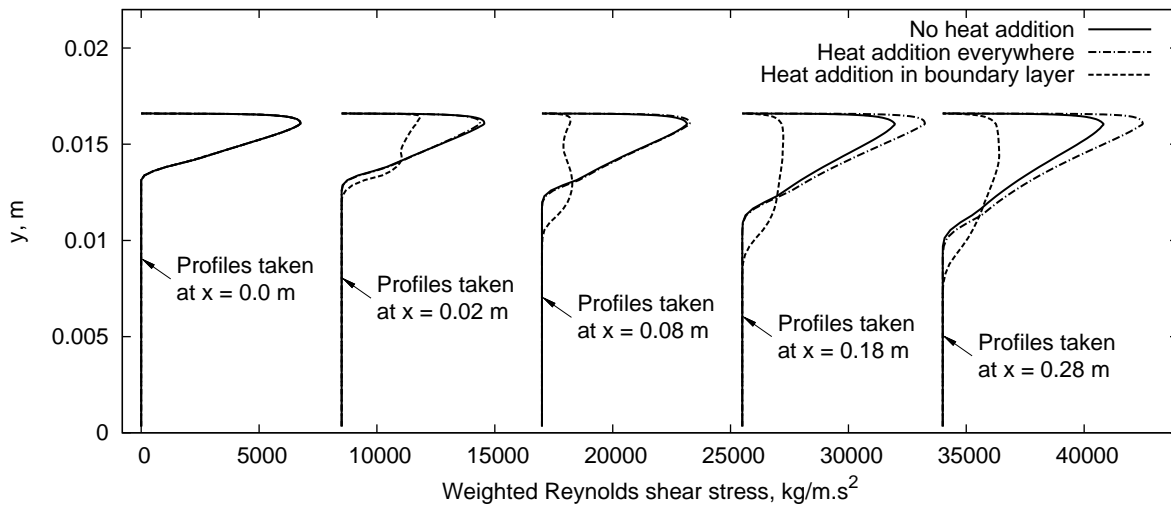 No heat addition
Heat addition everywhere
Heat addition in boundary layer
0.02
0.015
0.01
0.005
0
y, m
Profiles taken
at x = 0.0 m
Profiles taken
at x = 0.02 m
Profiles taken
at x = 0.08 m
Profiles taken
at x = 0.18 m
Profiles taken
at x = 0.28 m
0 5000 10000 15000 20000 25000 30000 35000 40000
Weighted Reynolds shear stress, kg/m.s²